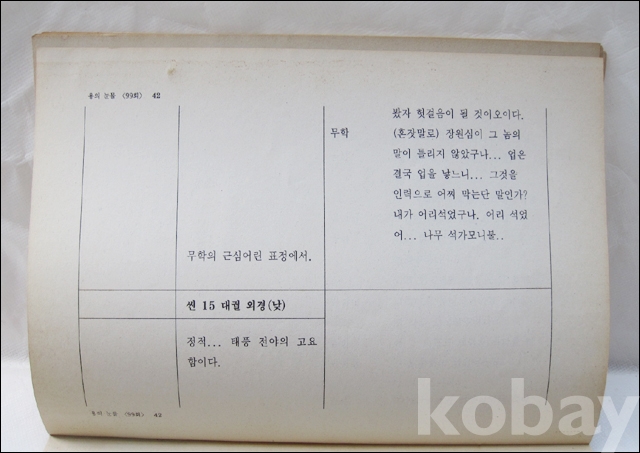 용의 눈물 (99회) 42
봤자 헛걸음이 될 것이오이다.
무학
(혼잣말로) 장원심이 그 놈의
말이 틀리지 않았구나... 업은
결국 업을 낳느니... 그것을
인력으로 어찌 막는단 말인가?
내가 어리석었구나. 어리 석었
어... 나무 석가모니불..
무학의 근심어린 표정에서.
씬 15 대궐 외경(낮)
정적... 태풍 전야의 고요
함이다.
용의 눈물 (99회) 42
kobay